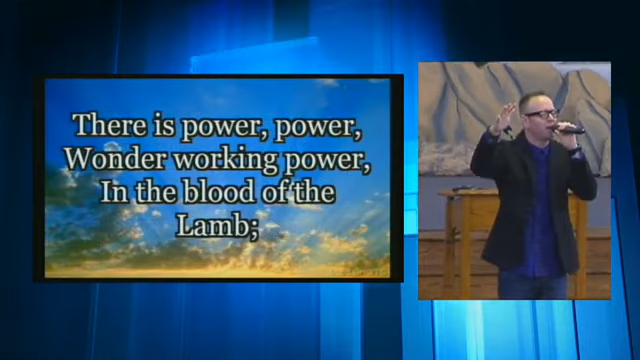 There is power, power,
Wonder working power,
In the blood of the
Lamb;